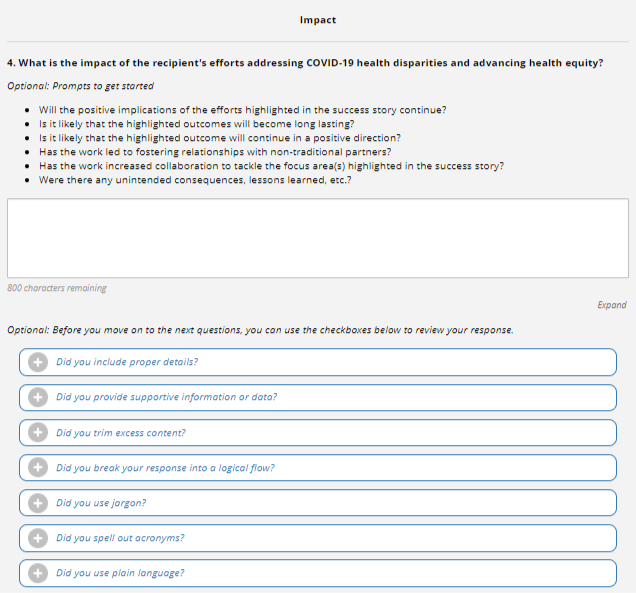 Impact
4. What is the impact of the recipient's efforts addressing COVID-19 health disparities and advancing health equity?
Optional: Prompts to get started
• Will the positive implications of the efforts highlighted in the success story continue?
• Is it likely that the highlighted outcomes will become long lasting?
• Is it likely that the highlighted outcome will continue in a positive direction?
• Has the work led to fostering relationships with non-traditional partners?
• Has the work increased collaboration to tackle the focus area(s) highlighted in the success story?
• Were there any unintended consequences, lessons learned, etc.?
800 characters remaining
Expand
Optional: Before you move on to the next questions, you can use the checkboxes below to review your response.
Did you include proper details?
Did you provide supportive information or data?
Did you trim excess content?
Did you break your response into a logical flow?
Did you use jargon?
Did you spell out acronyms?
Did you use plain language?